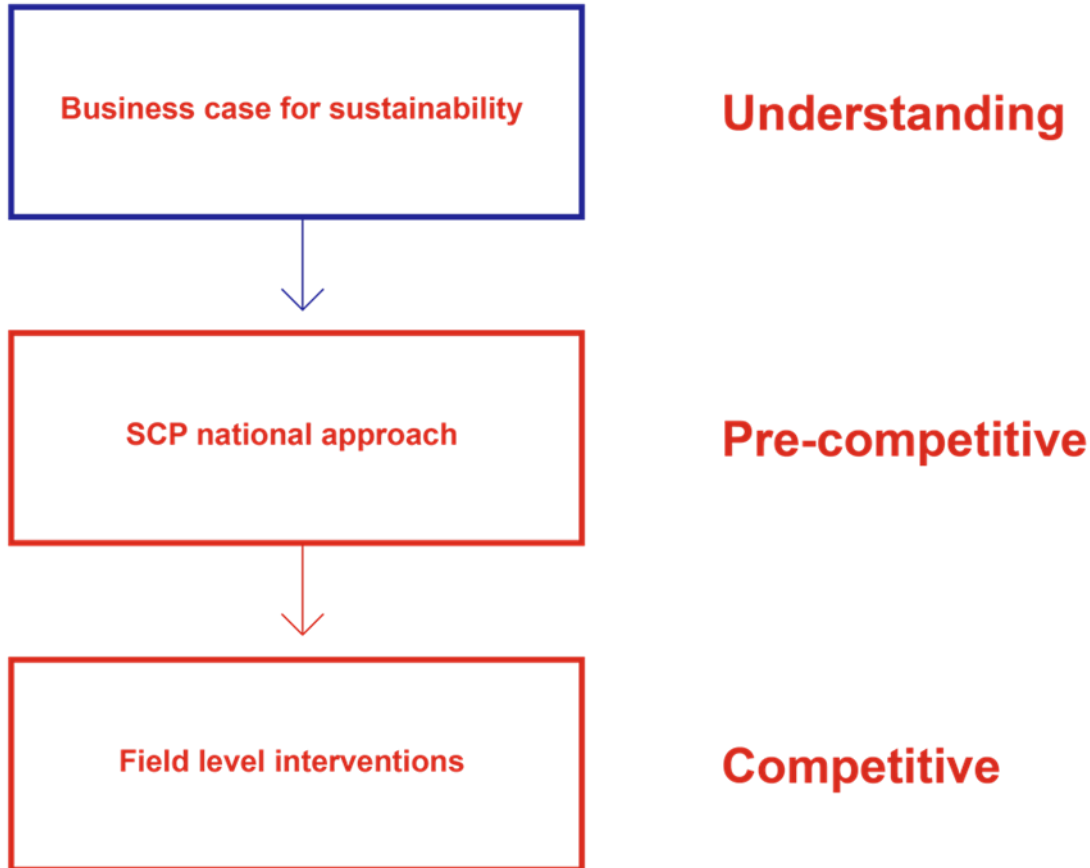 Business case for sustainability
Understanding
SCP national approach
Pre-competitive
Field level interventions
Competitive